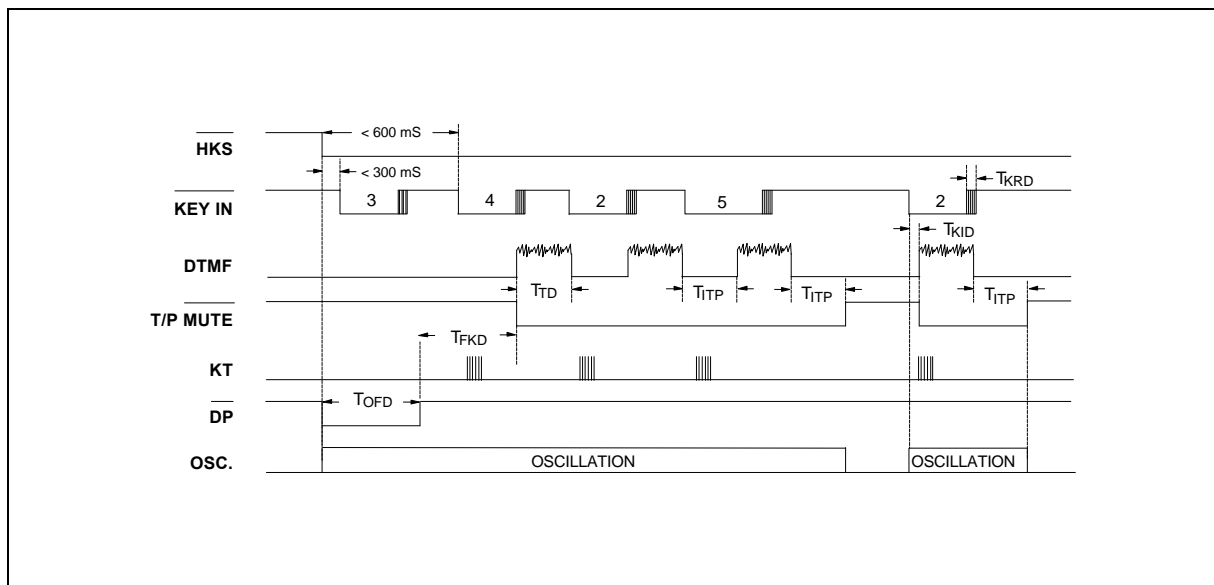 < 600 mS
HKS
< 300 mS
TKRD
KEY IN
3
4
2
5
2
TKID
DTMF
TTD
TITP
TITP
TITP
T/P MUTE
TFKD
KT
TOFD
DP
OSC.
OSCILLATION
OSCILLATION